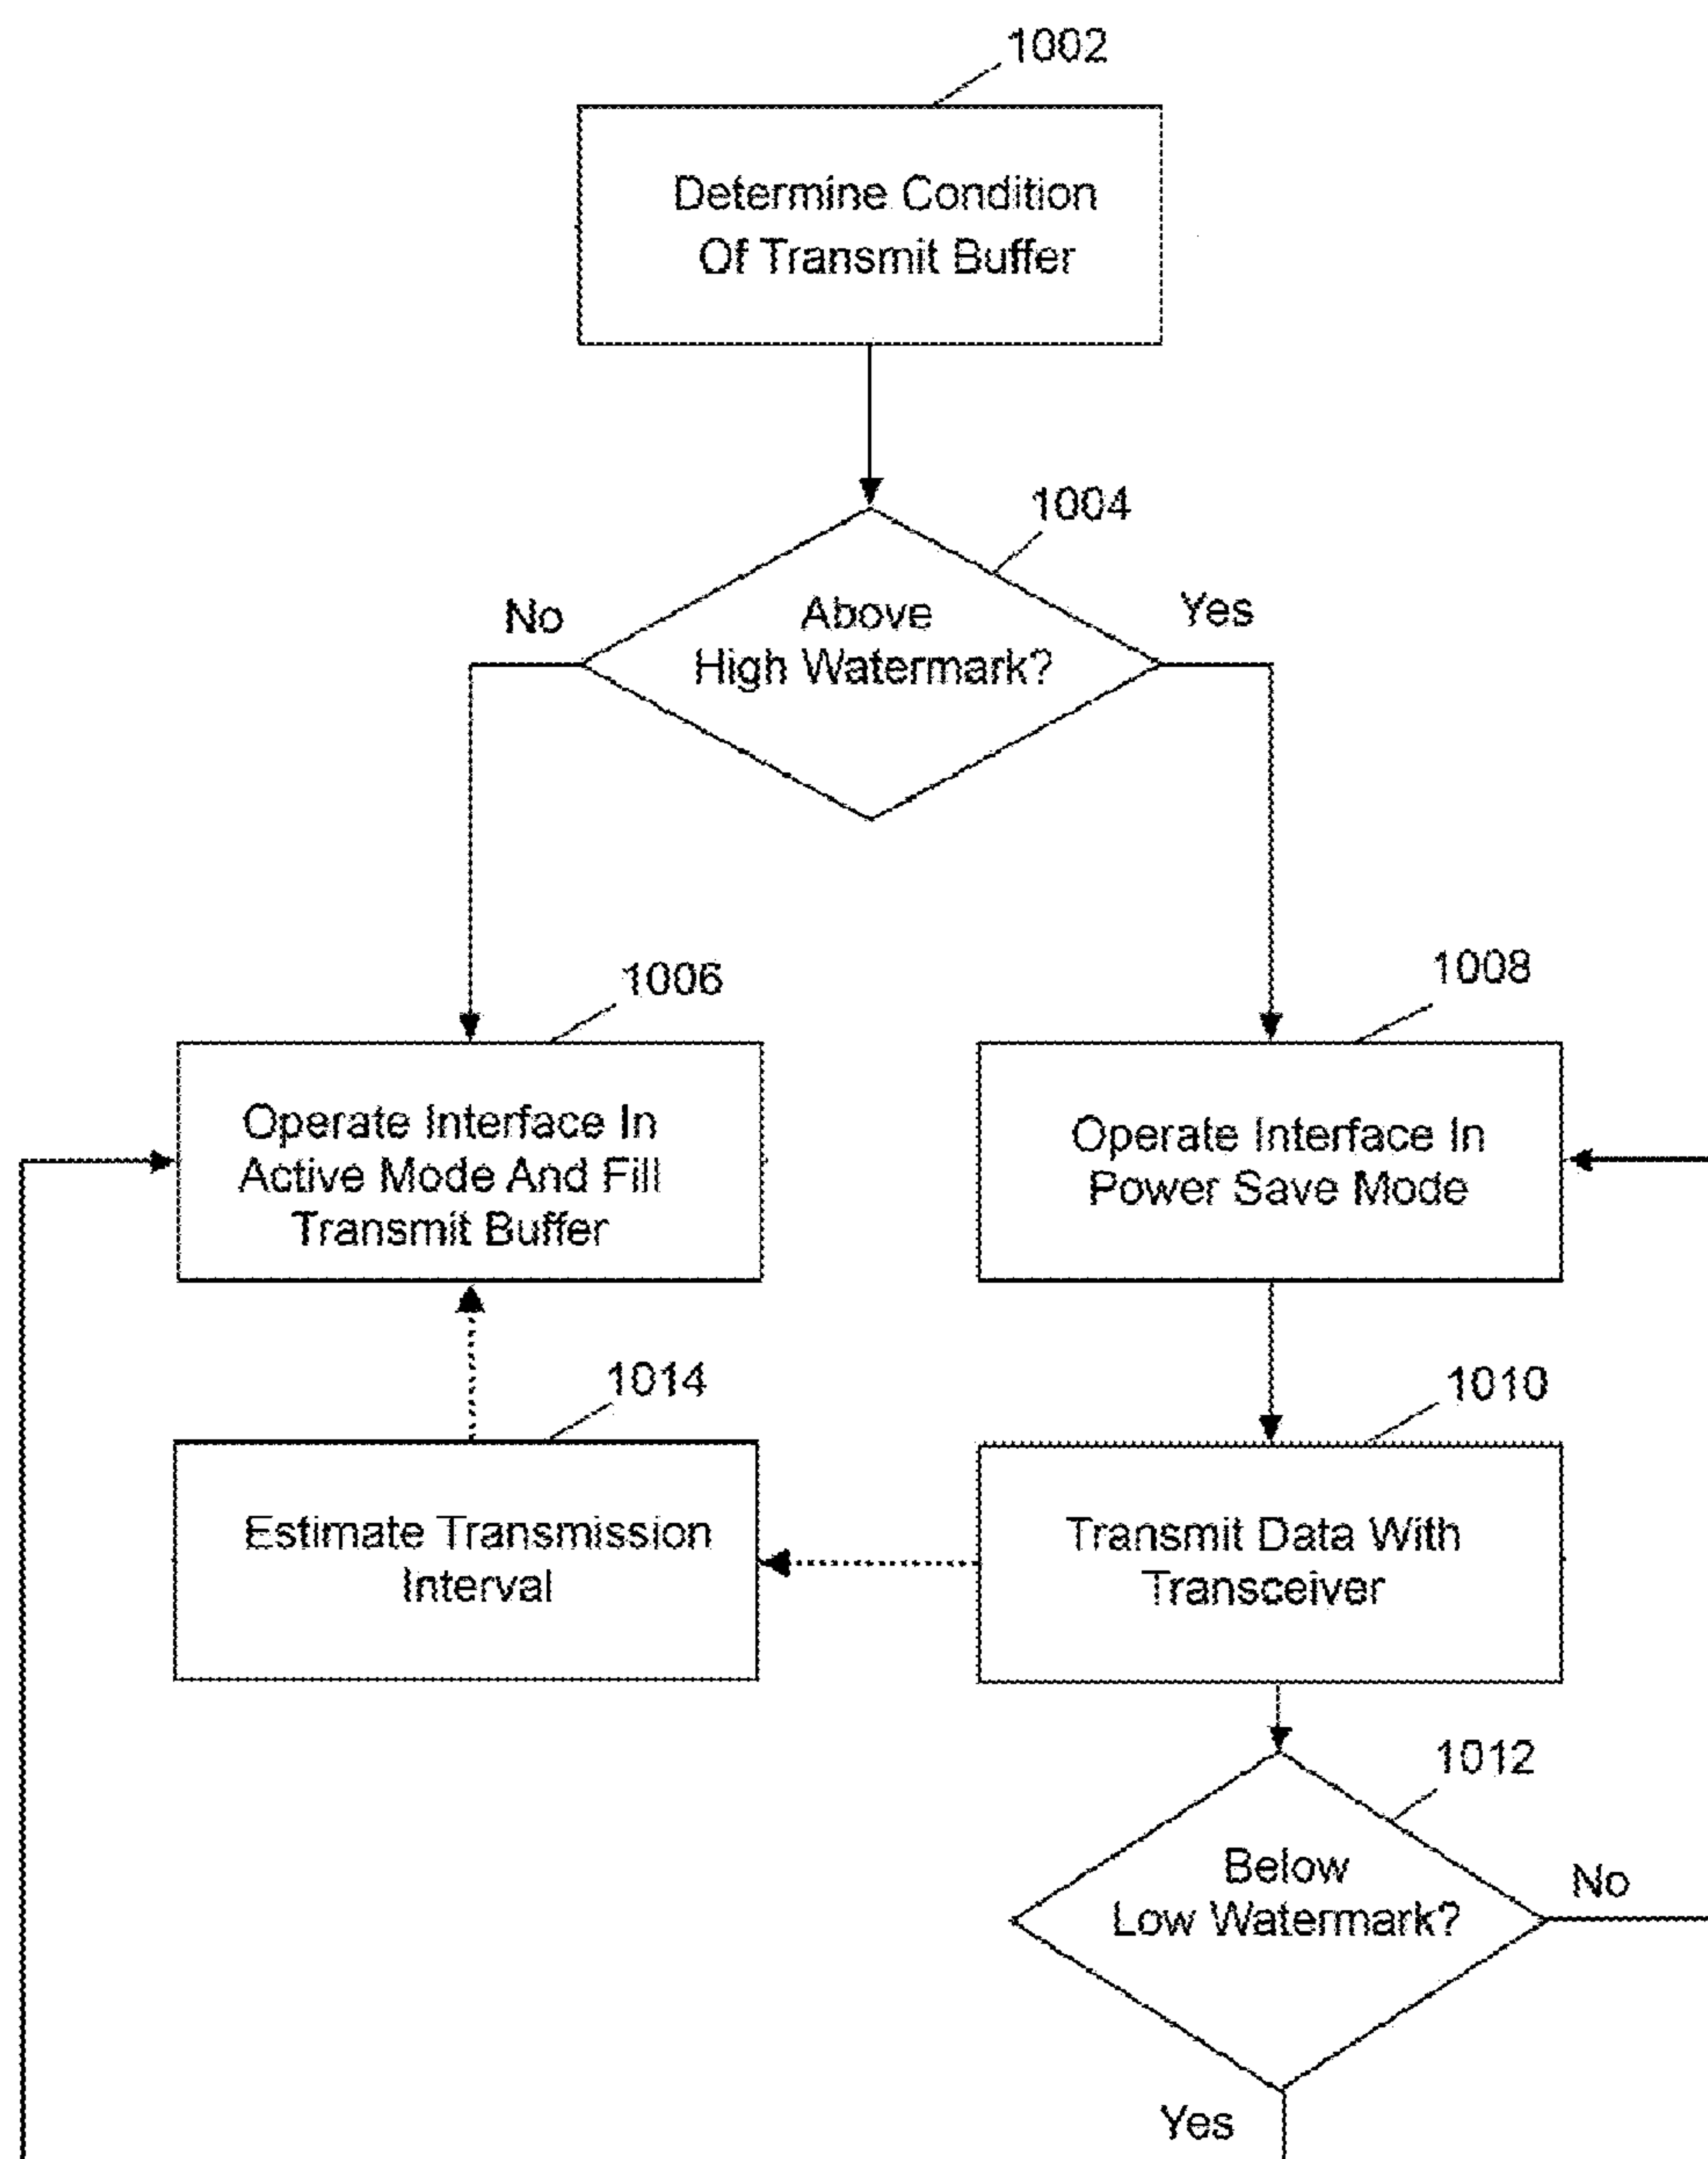 1002
Determine Condition
Of Transmit Buffer
1004
No
Above
High Watermark?
Yes
1006
Operate Interface In
Active Mode And Fill
Transmit Buffer
1008
Operate Interface In
Power Save Mode
1014
Estimate Transmission
Interval
1010
Transmit Data With
Transceiver
1012
Below
Low Watermark?
No
Yes